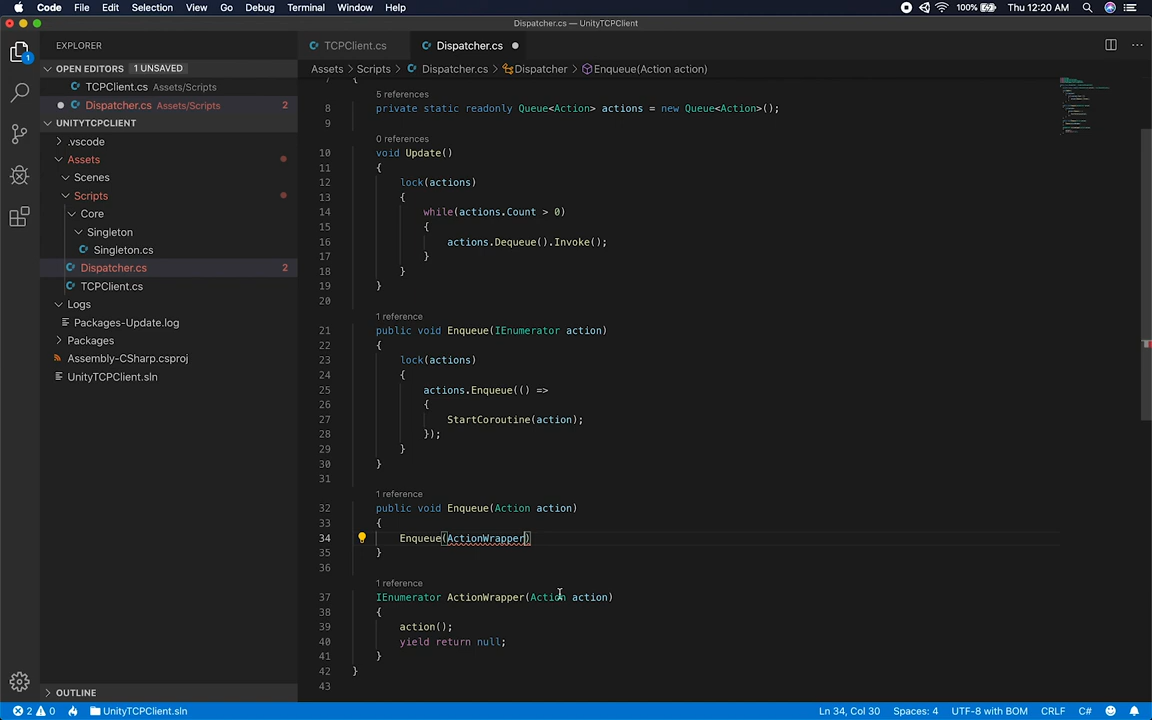 Code File Edit Selection View Go Debug Terminal Window Help 100% Thu 12:20 AM
Dispatcher.cs — UnityTCPClient
EXPLORER
TCPClient.cs Dispatcher.cs
OPEN EDITORS 1 UNSAVED
Assets > Scripts > Dispatcher.cs > Dispatcher > Enqueue(Action action)
TCPClient.cs Assets/Scripts
Dispatcher.cs Assets/Scripts 2
UNITYTCPCLIENT
.vscode
Assets
Scenes
Scripts
Core
Singleton
Singleton.cs
Dispatcher.cs 2
TCPClient.cs
Logs
Packages-Update.log
Packages
Assembly-CSharp.csproj
UnityTCPClient.sln
OUTLINE
7 {
5 references
8 private static readonly Queue<Action> actions = new Queue<Action>();
9
0 references
10 void Update()
11 {
12 lock(actions)
13 {
14 while(actions.Count > 0)
15 {
16 actions.Dequeue().Invoke();
17 }
18 }
19 }
20
1 reference
21 public void Enqueue(IEnumerator action)
22 {
23 lock(actions)
24 {
25 actions.Enqueue(() =>
26 {
27 StartCoroutine(action);
28 });
29 }
30 }
31
1 reference
32 public void Enqueue(Action action)
33 {
34 Enqueue(ActionWrapper)
35 }
36
1 reference
37 IEnumerator ActionWrapper(Action action)
38 {
39 action();
40 yield return null;
41 }
42 }
43
2 0 UnityTCPClient.sln Ln 34, Col 30 Spaces: 4 UTF-8 with BOM CRLF C#
1